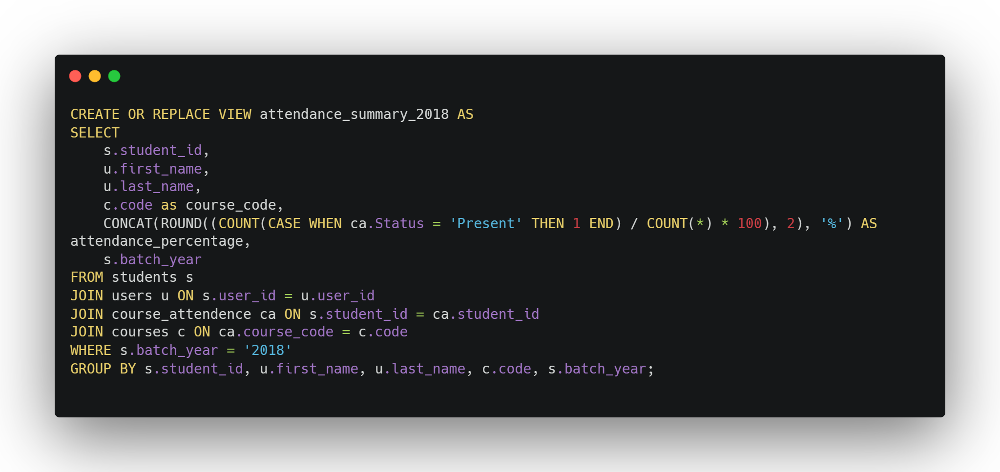 CREATE OR REPLACE VIEW attendance_summary_2018 AS
SELECT
    s.student_id,
    u.first_name,
    u.last_name,
    c.code as course_code,
    CONCAT(ROUND((COUNT(CASE WHEN ca.Status = 'Present' THEN 1 END) / COUNT(*) * 100), 2), '%') AS
attendance_percentage,
    s.batch_year
FROM students s
JOIN users u ON s.user_id = u.user_id
JOIN course_attendence ca ON s.student_id = ca.student_id
JOIN courses c ON ca.course_code = c.code
WHERE s.batch_year = '2018'
GROUP BY s.student_id, u.first_name, u.last_name, c.code, s.batch_year;